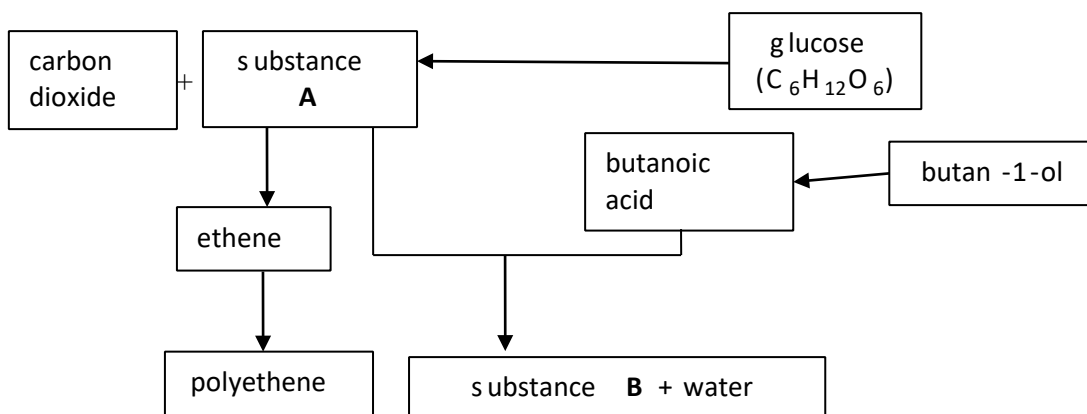 carbon
dioxide
+
substance
A
glucose
(C6H12O6)
butanoic
acid
butan -1-ol
ethene
polyethene
substance B + water